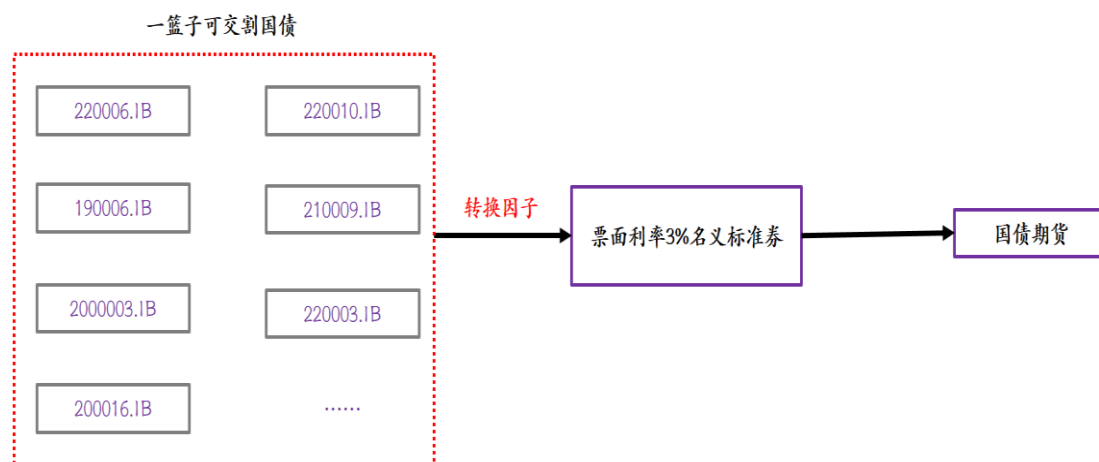 一篮子可交割国债
220006.IB
220010.IB
190006.IB
210009.IB
转换因子
票面利率3%名义标准券
国债期货
2000003.IB
220003.IB
200016.IB
……